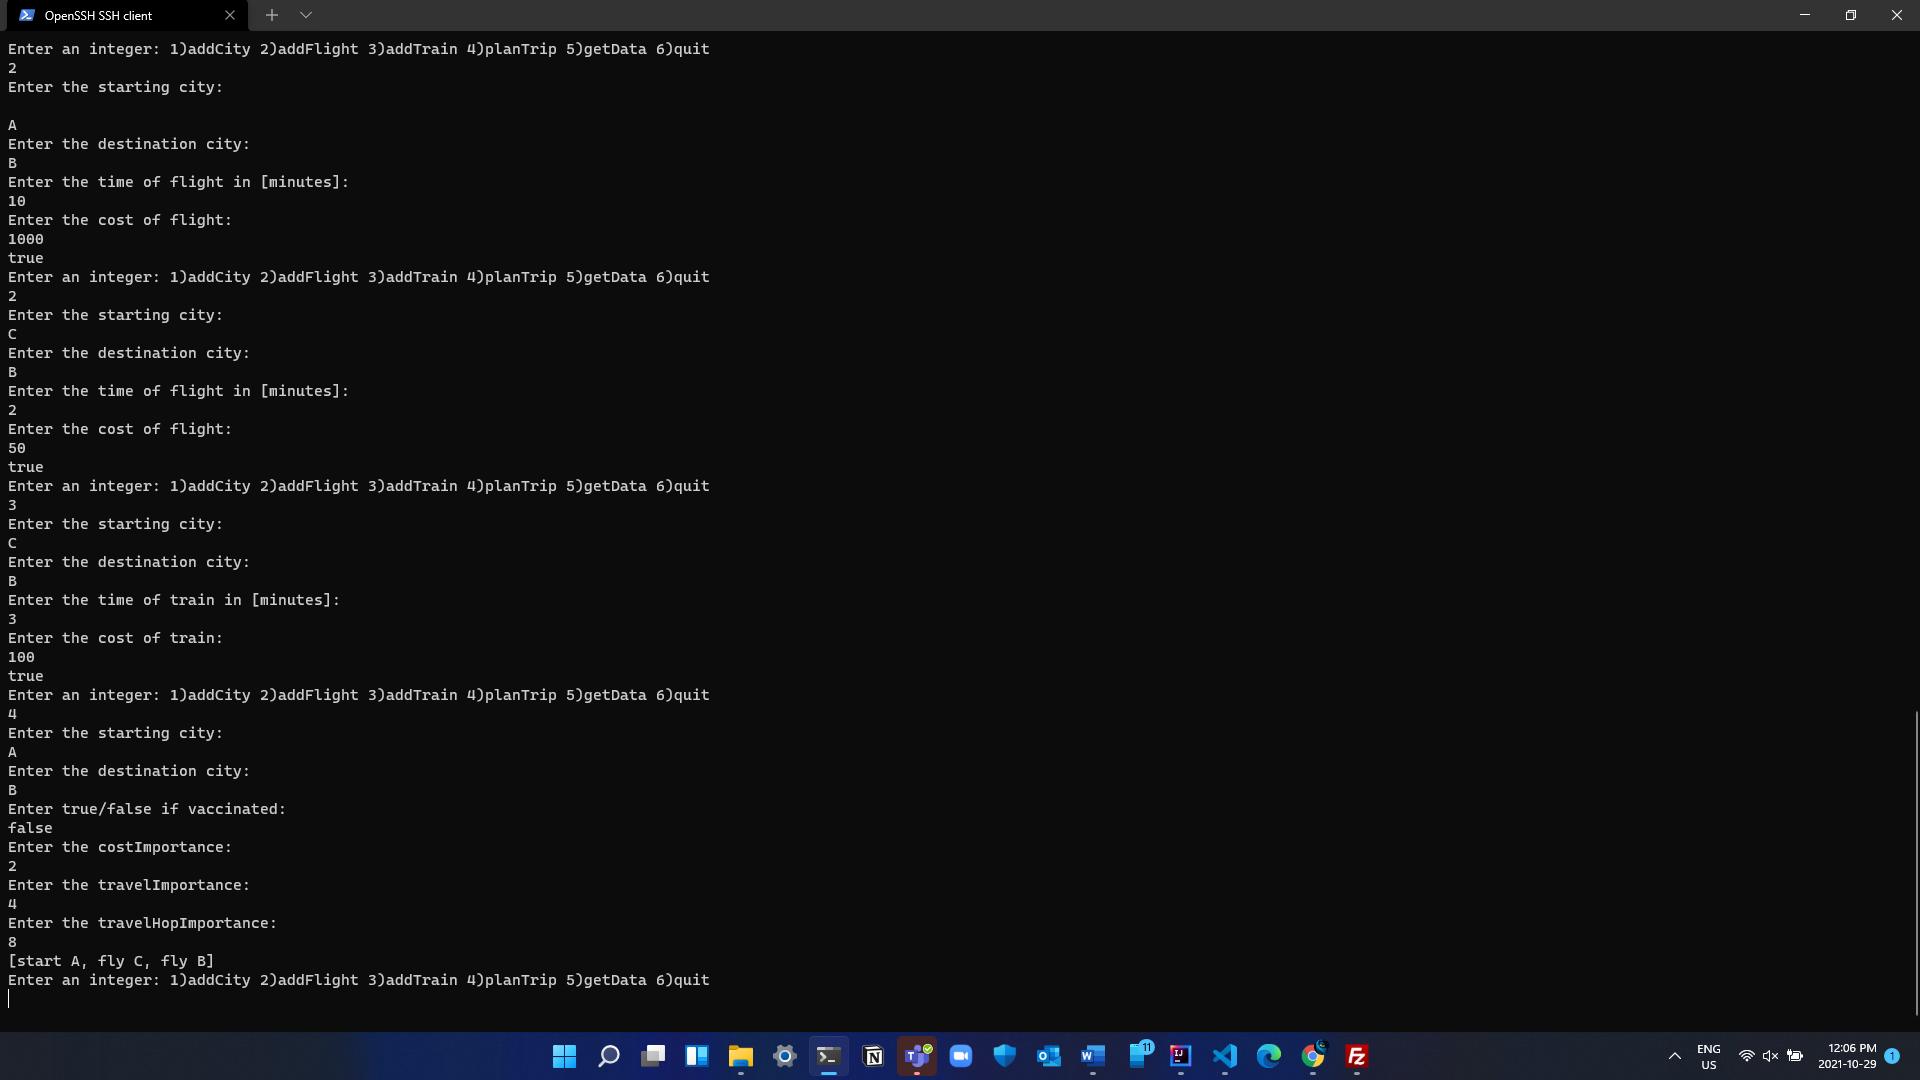 OpenSSH SSH client
Enter an integer: 1)addCity 2)addFlight 3)addTrain 4)planTrip 5)getData 6)quit
2
Enter the starting city:
A
Enter the destination city:
B
Enter the time of flight in [minutes]:
10
Enter the cost of flight:
1000
true
Enter an integer: 1)addCity 2)addFlight 3)addTrain 4)planTrip 5)getData 6)quit
2
Enter the starting city:
C
Enter the destination city:
B
Enter the time of flight in [minutes]:
2
Enter the cost of flight:
50
true
Enter an integer: 1)addCity 2)addFlight 3)addTrain 4)planTrip 5)getData 6)quit
3
Enter the starting city:
C
Enter the destination city:
B
Enter the time of train in [minutes]:
3
Enter the cost of train:
100
true
Enter an integer: 1)addCity 2)addFlight 3)addTrain 4)planTrip 5)getData 6)quit
4
Enter the starting city:
A
Enter the destination city:
B
Enter true/false if vaccinated:
false
Enter the costImportance:
2
Enter the travelImportance:
4
Enter the travelHopImportance:
8
[start A, fly C, fly B]
Enter an integer: 1)addCity 2)addFlight 3)addTrain 4)planTrip 5)getData 6)quit
11
ENG
US
12:06 PM
2021-10-29
1